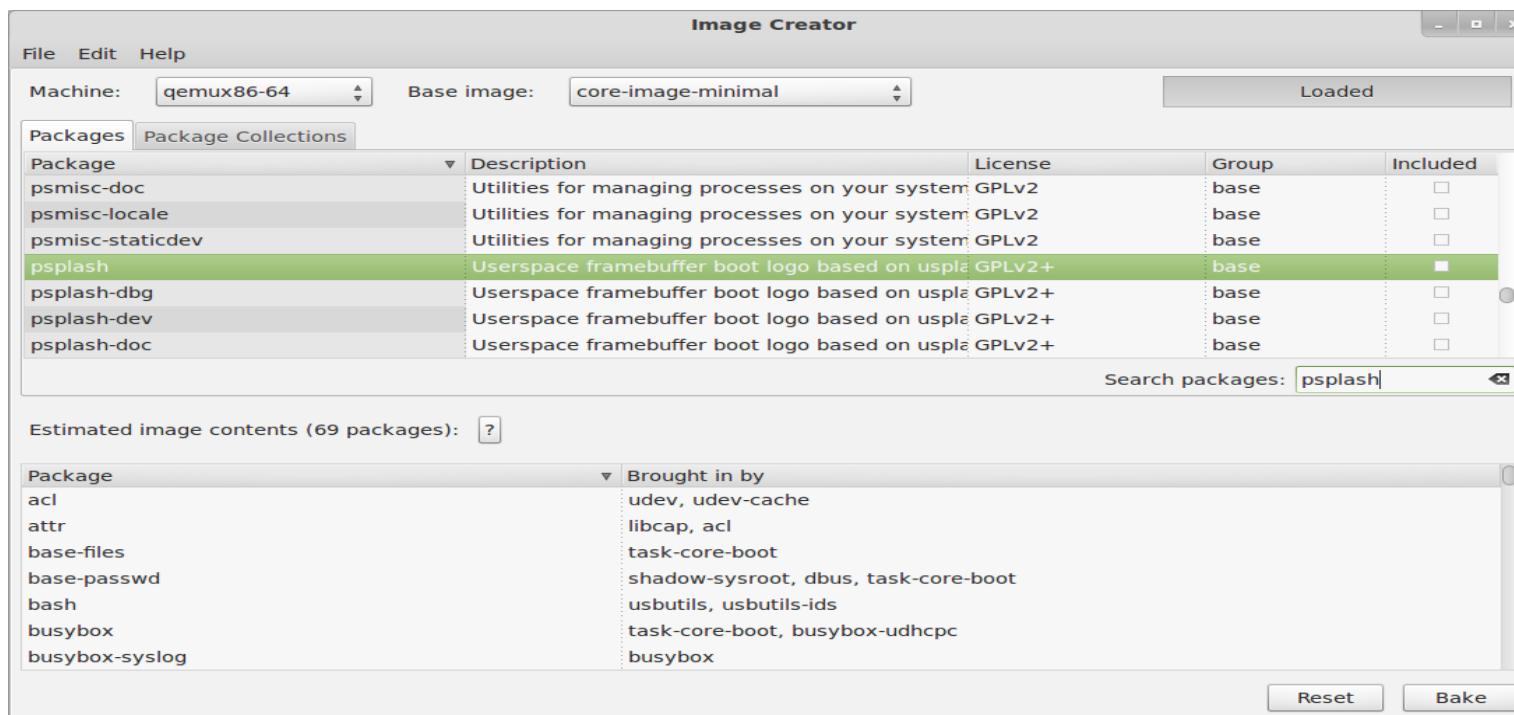 Image Creator
File Edit Help
Machine: qemux86-64 Base image: core-image-minimal Loaded
Packages Package Collections
Package Description License Group Included
psmisc-doc Utilities for managing processes on your system GPLv2 base
psmisc-locale Utilities for managing processes on your system GPLv2 base
psmisc-staticdev Utilities for managing processes on your system GPLv2 base
psplash Userspace framebuffer boot logo based on uspla GPLv2+ base
psplash-dbg Userspace framebuffer boot logo based on uspla GPLv2+ base
psplash-dev Userspace framebuffer boot logo based on uspla GPLv2+ base
psplash-doc Userspace framebuffer boot logo based on uspla GPLv2+ base
Search packages: psplash
Estimated image contents (69 packages): ?
Package Brought in by
acl udev, udev-cache
attr libcap, acl
base-files task-core-boot
base-passwd shadow-sysroot, dbus, task-core-boot
bash usbutils, usbutils-ids
busybox task-core-boot, busybox-udhcpc
busybox-syslog busybox
Reset Bake